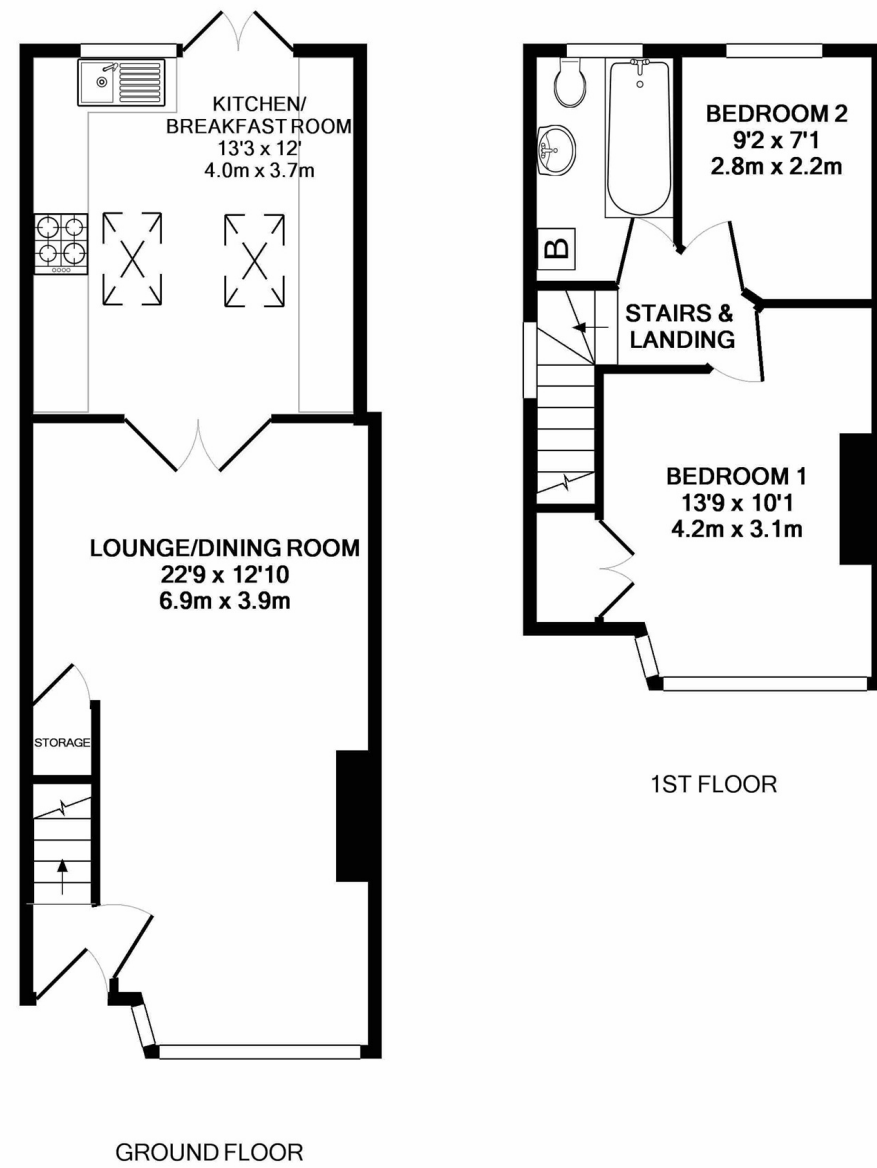 KITCHEN/
BREAKFAST ROOM
13'3 x 12'
4.0m x 3.7m
LOUNGE/DINING ROOM
22'9 x 12'10
6.9m x 3.9m
STORAGE
GROUND FLOOR
BEDROOM 2
9'2 x 7'1
2.8m x 2.2m
B
STAIRS &
LANDING
BEDROOM 1
13'9 x 10'1
4.2m x 3.1m
1ST FLOOR